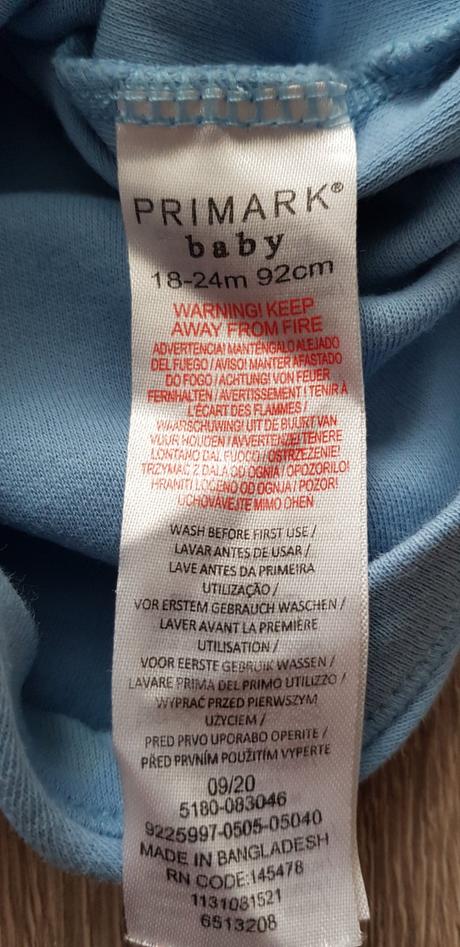 PRIMARK®
baby
18-24m 92cm
WARNING! KEEP
AWAY FROM FIRE
ADVERTENCIA! MANTÉNGALO ALEJADO
DEL FUEGO / AVISO! MANTER AFASTADO
DO FOGO / ACHTUNG! VON FEUER
FERNHALTEN / AVERTISSEMENT ! TENIR À
L'ÉCART DES FLAMMES /
WAARSCHUWING! UIT DE BUURT VAN
VUUR HOUDEN / AVVERTENZE! TENERE
LONTANO DAL FUOCO / OSTRZEŻENIE!
TRZYMAĆ Z DALA OD OGNIA / OPOZORILO!
HRANITI LOČENO OD OGNJA / POZOR!
UCHOVÁVEJTE MIMO OHEŇ
WASH BEFORE FIRST USE /
LAVAR ANTES DE USAR /
LAVE ANTES DA PRIMEIRA
UTILIZAÇÃO /
VOR ERSTEM GEBRAUCH WASCHEN /
LAVER AVANT LA PREMIÈRE
UTILISATION /
VOOR EERSTE GEBRUIK WASSEN /
LAVARE PRIMA DEL PRIMO UTILIZZO /
WYPRAĆ PRZED PIERWSZYM
UŻYCIEM /
PRED PRVO UPORABO OPERITE /
PŘED PRVNÍM POUŽITÍM VYPERTE
09/20
5180-083046
9225997-0505-05040
MADE IN BANGLADESH
RN CODE:145478
1131081521
6513208